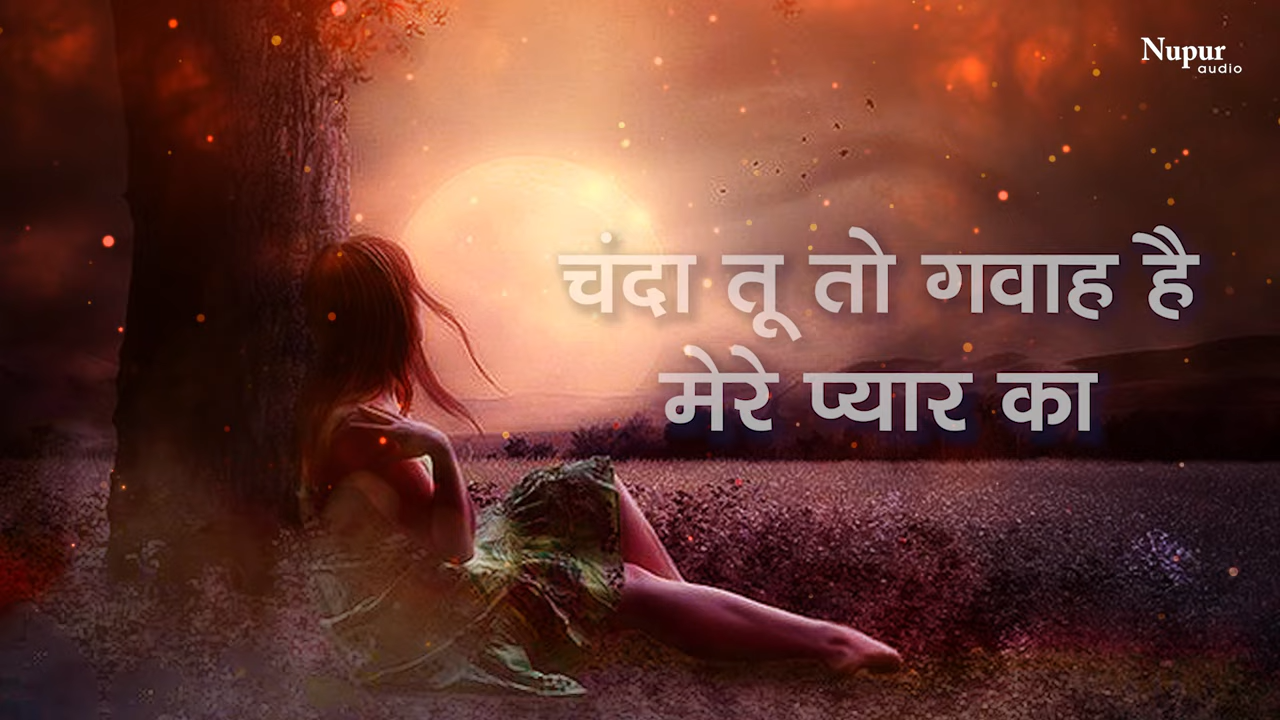 Nupur
audio
चंदा तू तो गवाह है
मेरे प्यार का